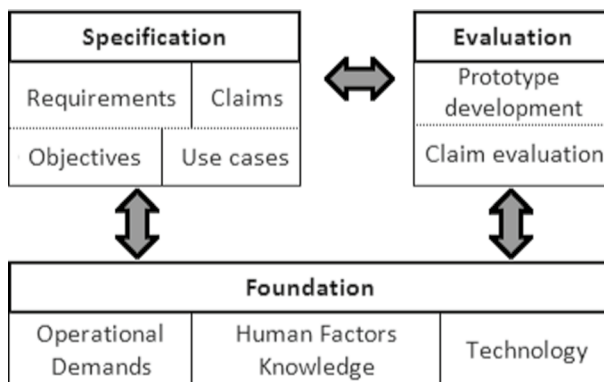 Specification
Requirements
Claims
Objectives
Use cases
Evaluation
Prototype
development
Claim evaluation
Foundation
Operational
Demands
Human Factors
Knowledge
Technology